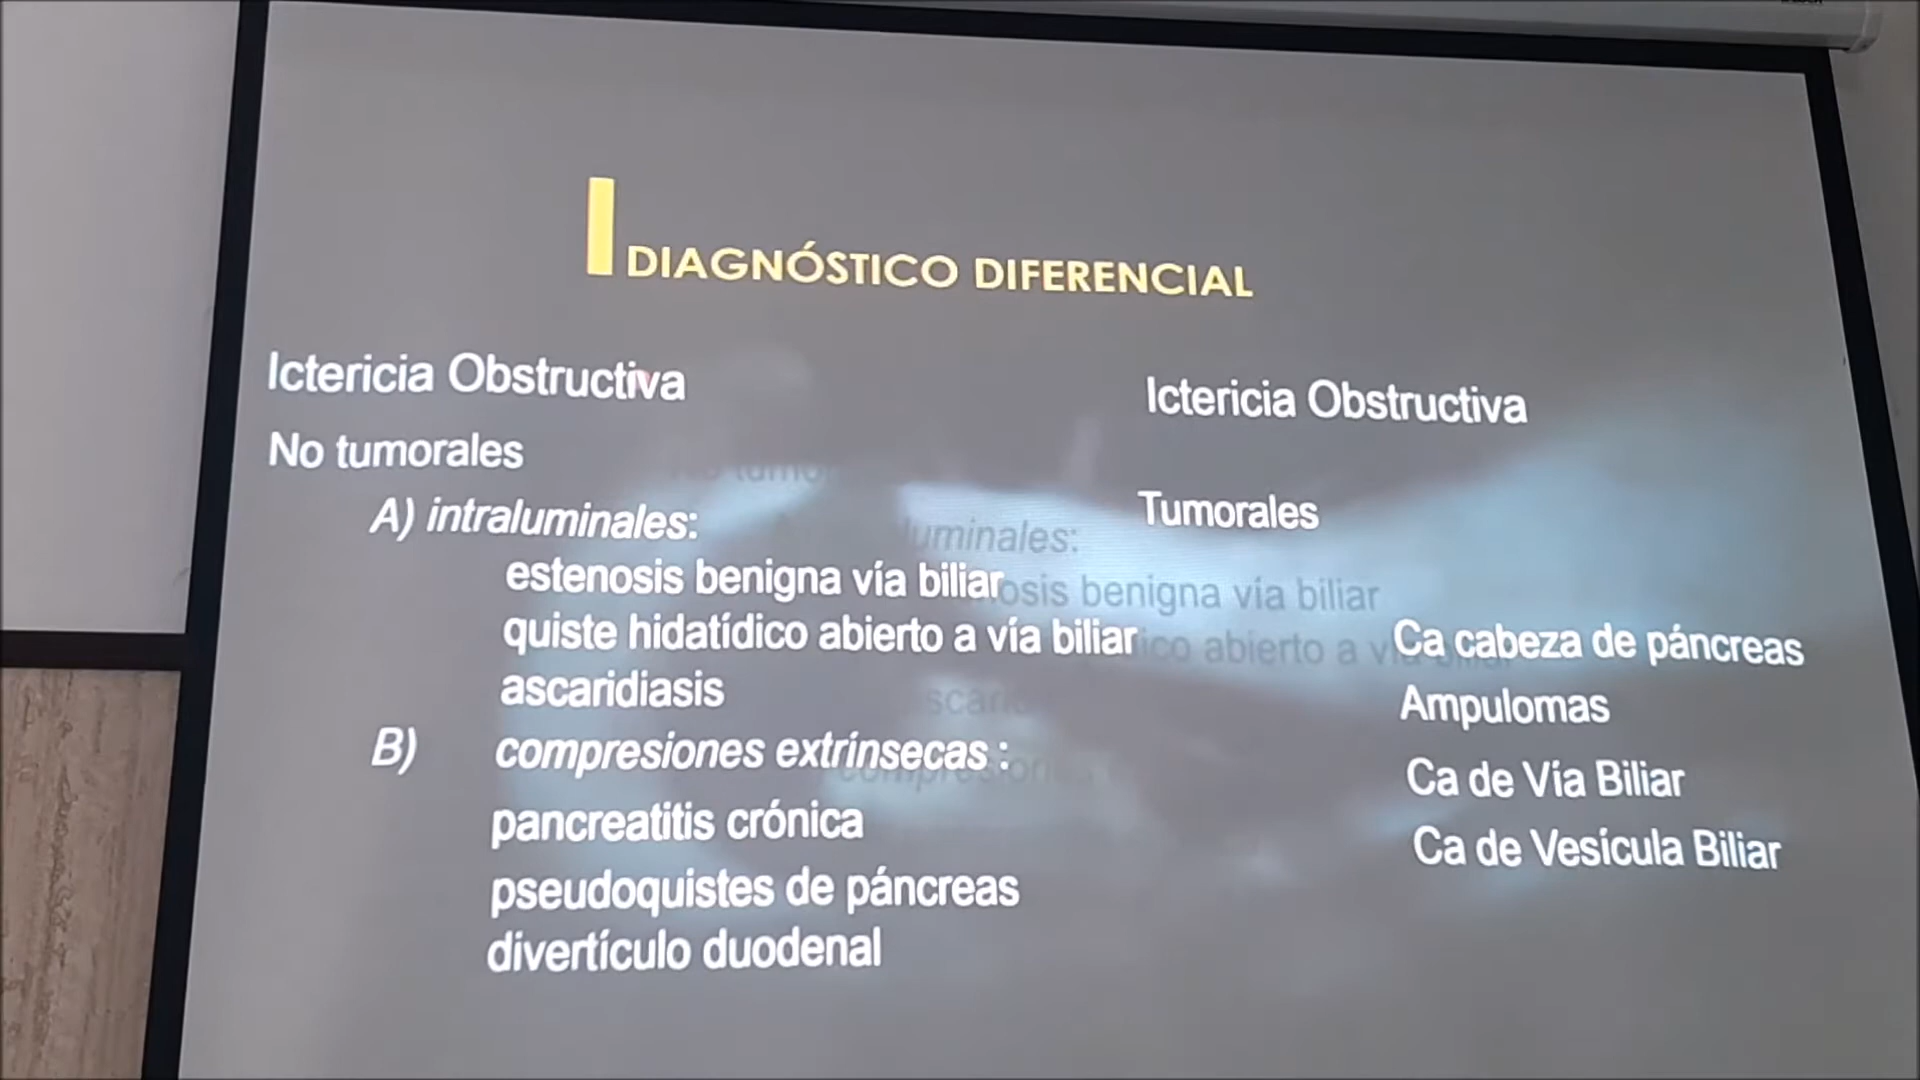 DIAGNÓSTICO DIFERENCIAL
Ictericia Obstructiva
No tumorales
A) intraluminales:
estenosis benigna vía biliar
quiste hidatídico abierto a vía biliar
ascaridiasis
B) compresiones extrínsecas :
pancreatitis crónica
pseudoquistes de páncreas
divertículo duodenal
Ictericia Obstructiva
Tumorales
Ca cabeza de páncreas
Ampulomas
Ca de Vía Biliar
Ca de Vesícula Biliar